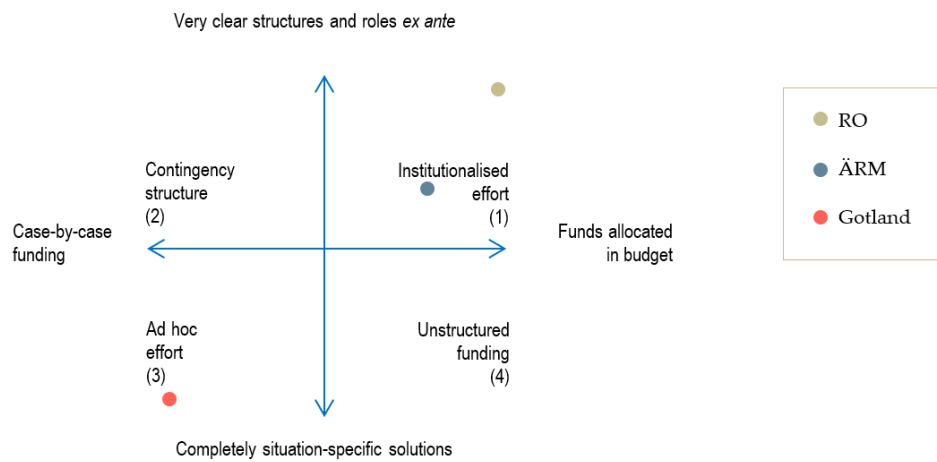 Very clear structures and roles ex ante
Contingency
structure
(2)
Institutionalised
effort
(1)
Case-by-case
funding
Funds allocated
in budget
Ad hoc
effort
(3)
Unstructured
funding
(4)
Completely situation-specific solutions
RO
ÄRM
Gotland